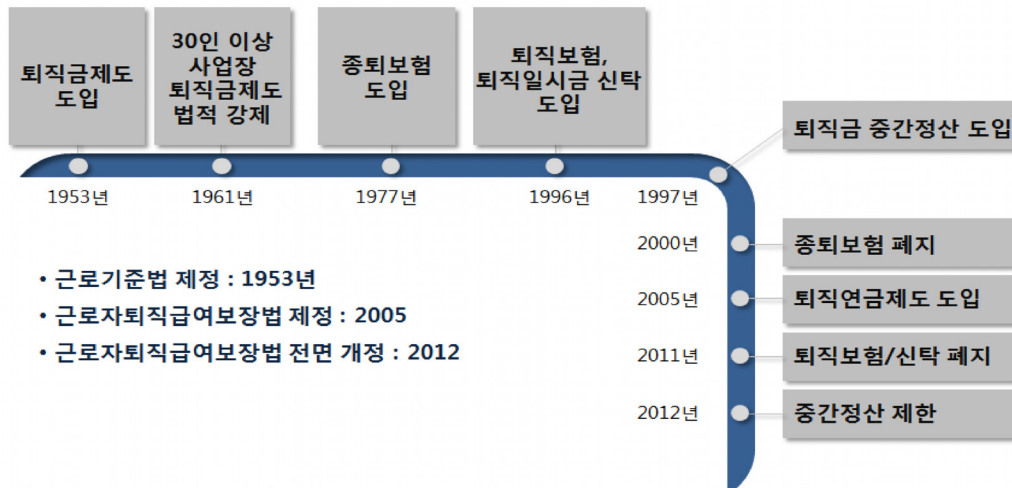 퇴직금제도
도입
30인 이상
사업장
퇴직금제도
법적 강제
종퇴보험
도입
퇴직보험,
퇴직일시금 신탁
도입
퇴직금 중간정산 도입
1953년
1961년
1977년
1996년
1997년
2000년
종퇴보험 폐지
• 근로기준법 제정 : 1953년
2005년
퇴직연금제도 도입
• 근로자퇴직급여보장법 제정 : 2005
• 근로자퇴직급여보장법 전면 개정 : 2012
2011년
퇴직보험/신탁 폐지
2012년
중간정산 제한